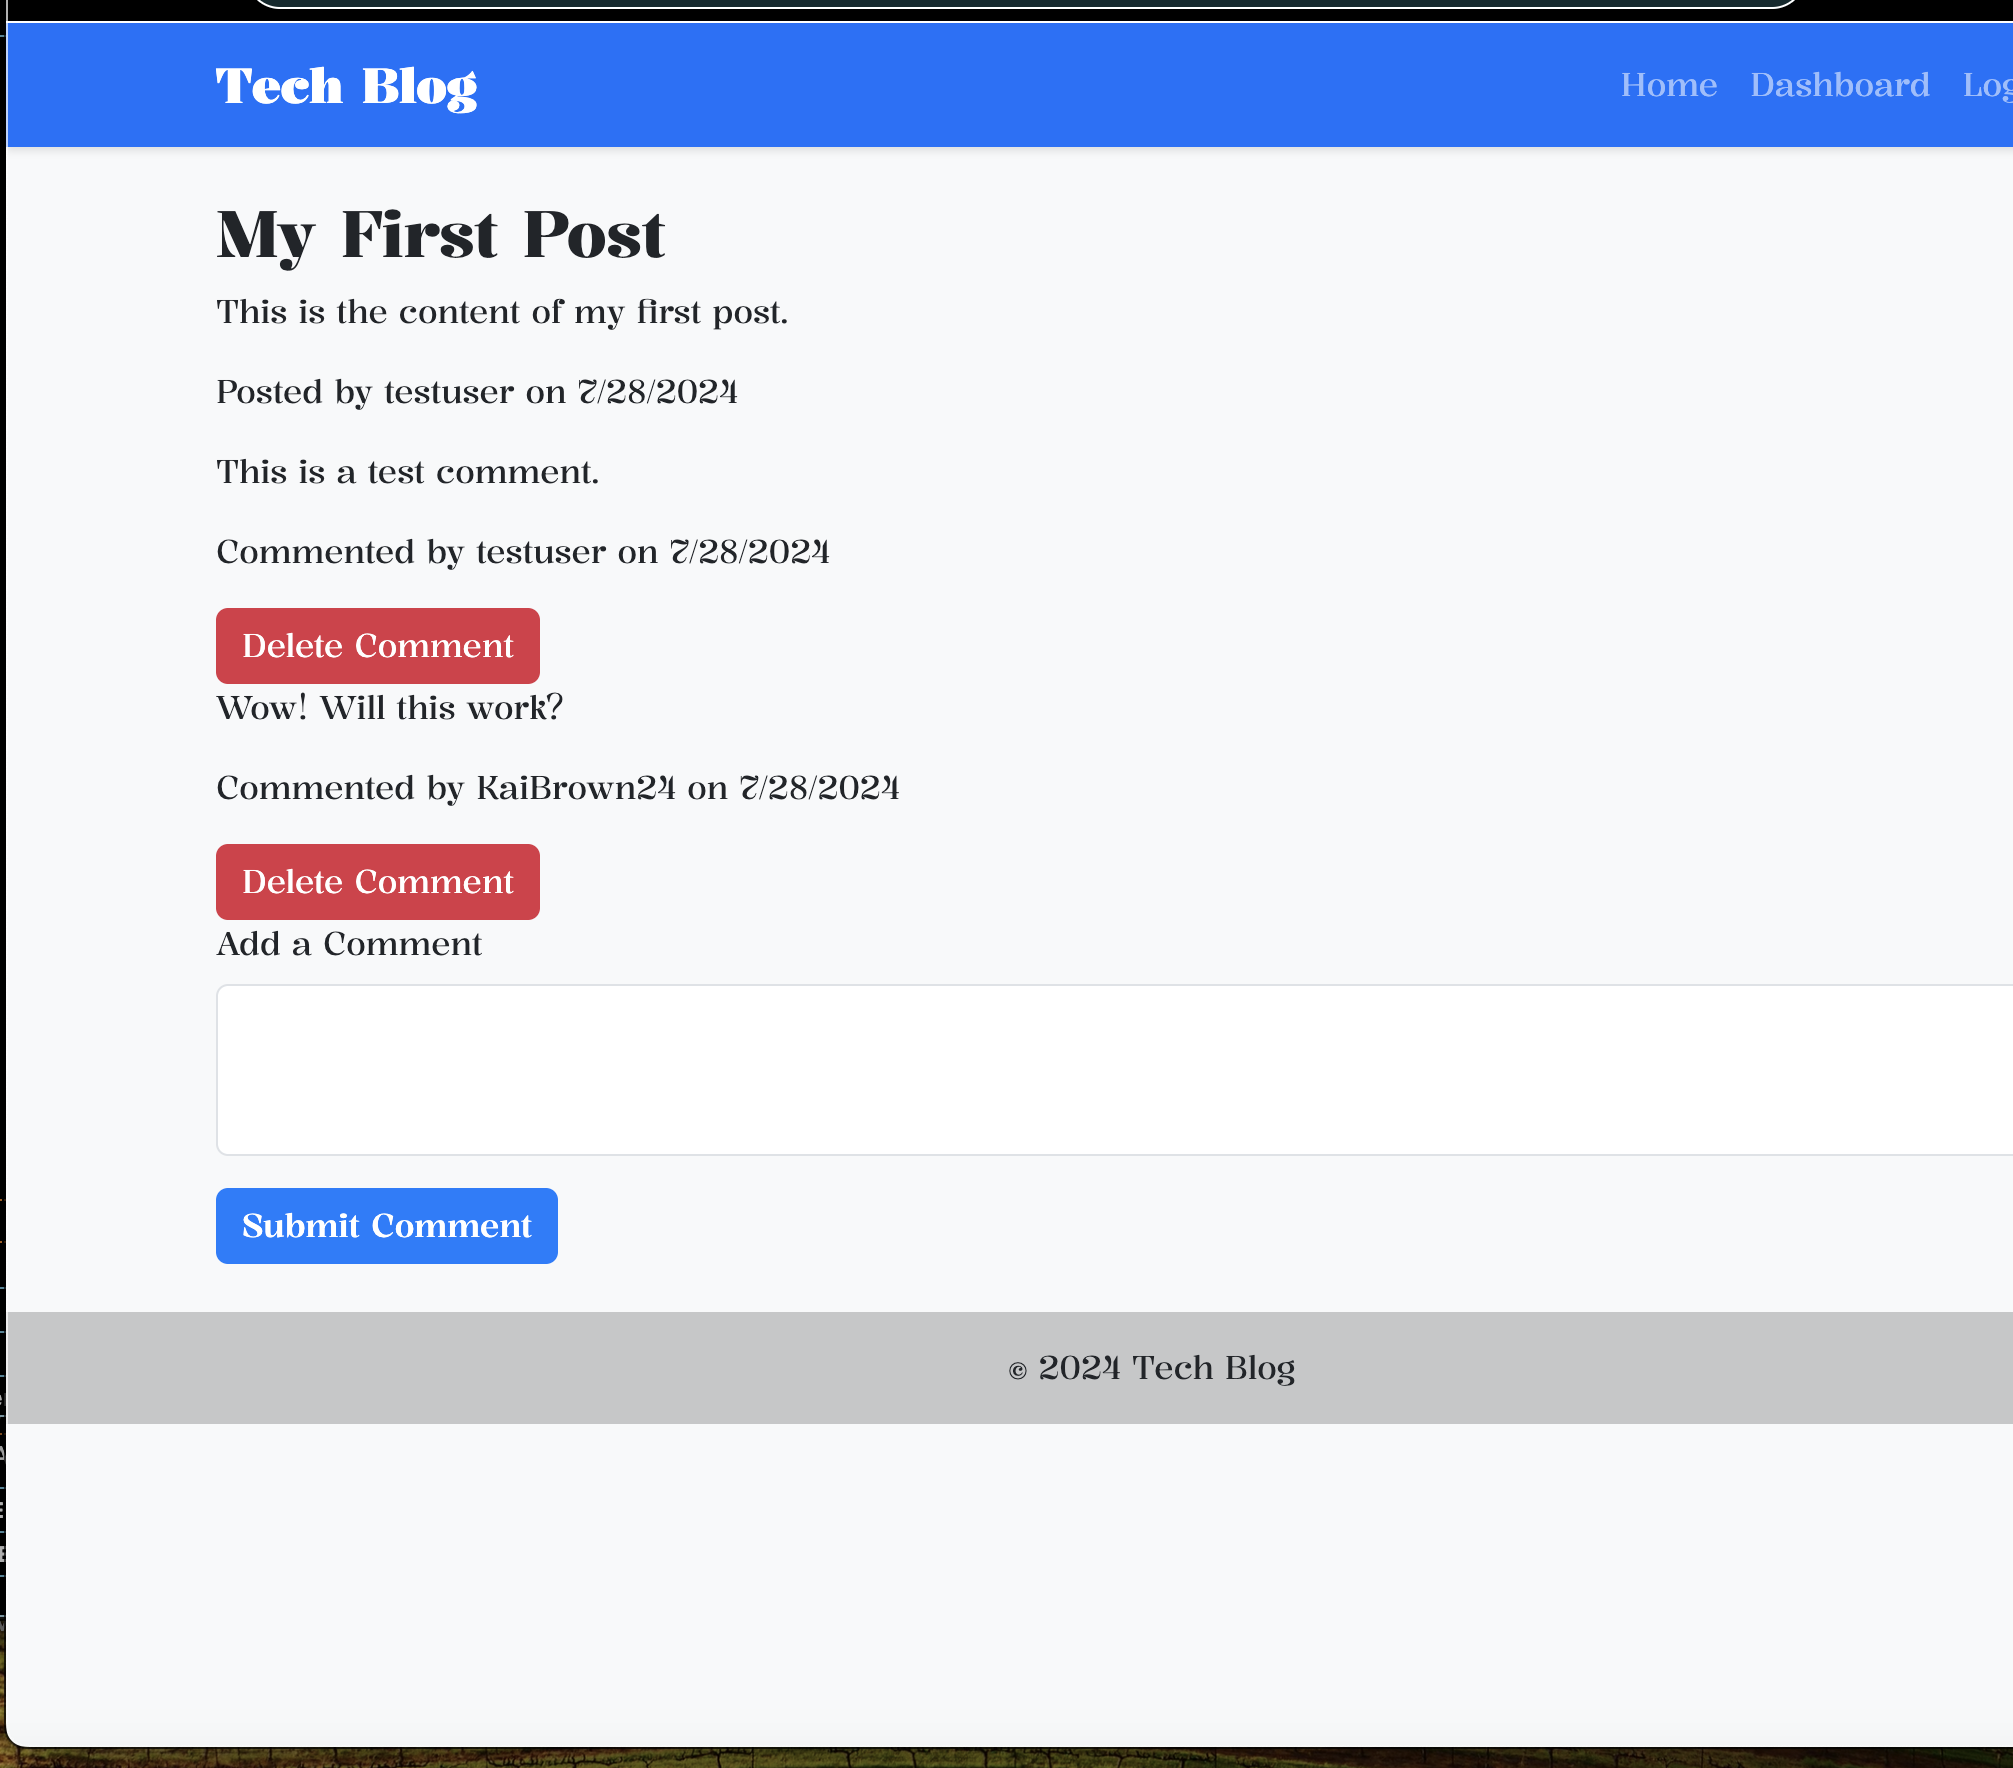 Tech Blog
Home Dashboard
My First Post
This is the content of my first post.
Posted by testuser on 7/28/2024
This is a test comment.
Commented by testuser on 7/28/2024
Delete Comment
Wow! Will this work?
Commented by KaiBrown24 on 7/28/2024
Delete Comment
Add a Comment
Submit Comment
© 2024 Tech Blog